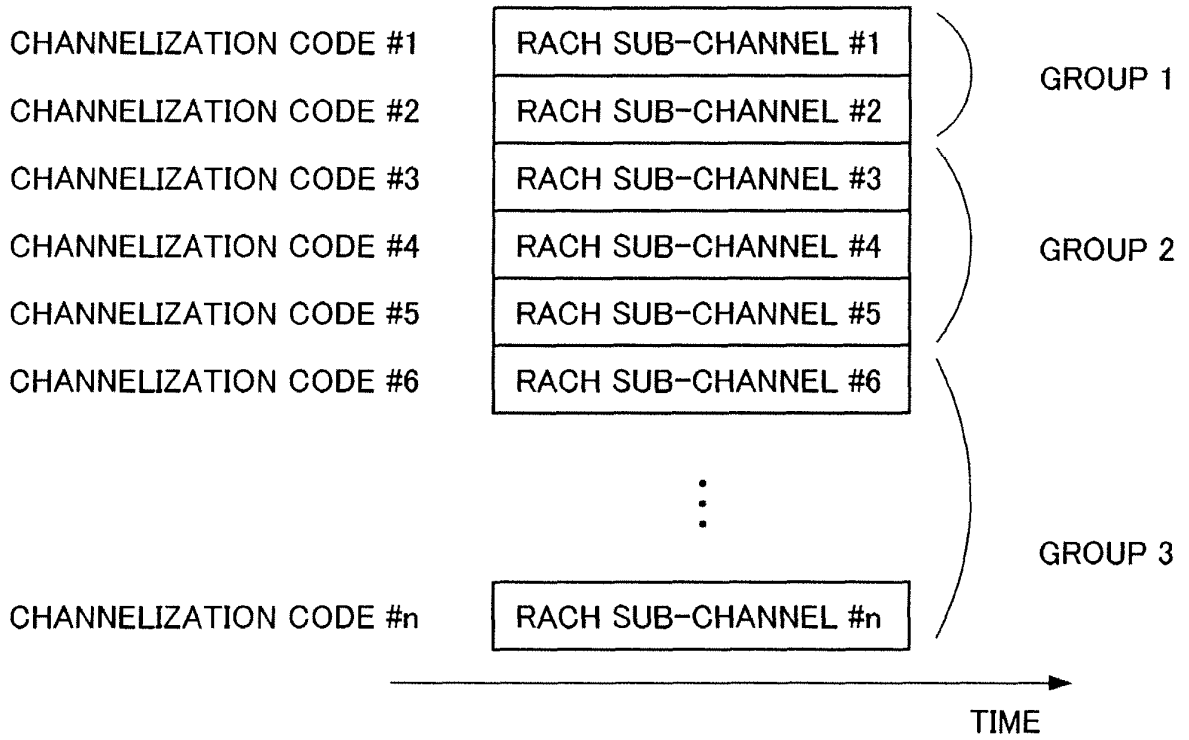 CHANNELIZATION CODE #1 RACH SUB-CHANNEL #1
GROUP 1
CHANNELIZATION CODE #2 RACH SUB-CHANNEL #2
CHANNELIZATION CODE #3 RACH SUB-CHANNEL #3
CHANNELIZATION CODE #4 RACH SUB-CHANNEL #4 GROUP 2
CHANNELIZATION CODE #5 RACH SUB-CHANNEL #5
CHANNELIZATION CODE #6 RACH SUB-CHANNEL #6
⋮
GROUP 3
CHANNELIZATION CODE #n RACH SUB-CHANNEL #n
TIME